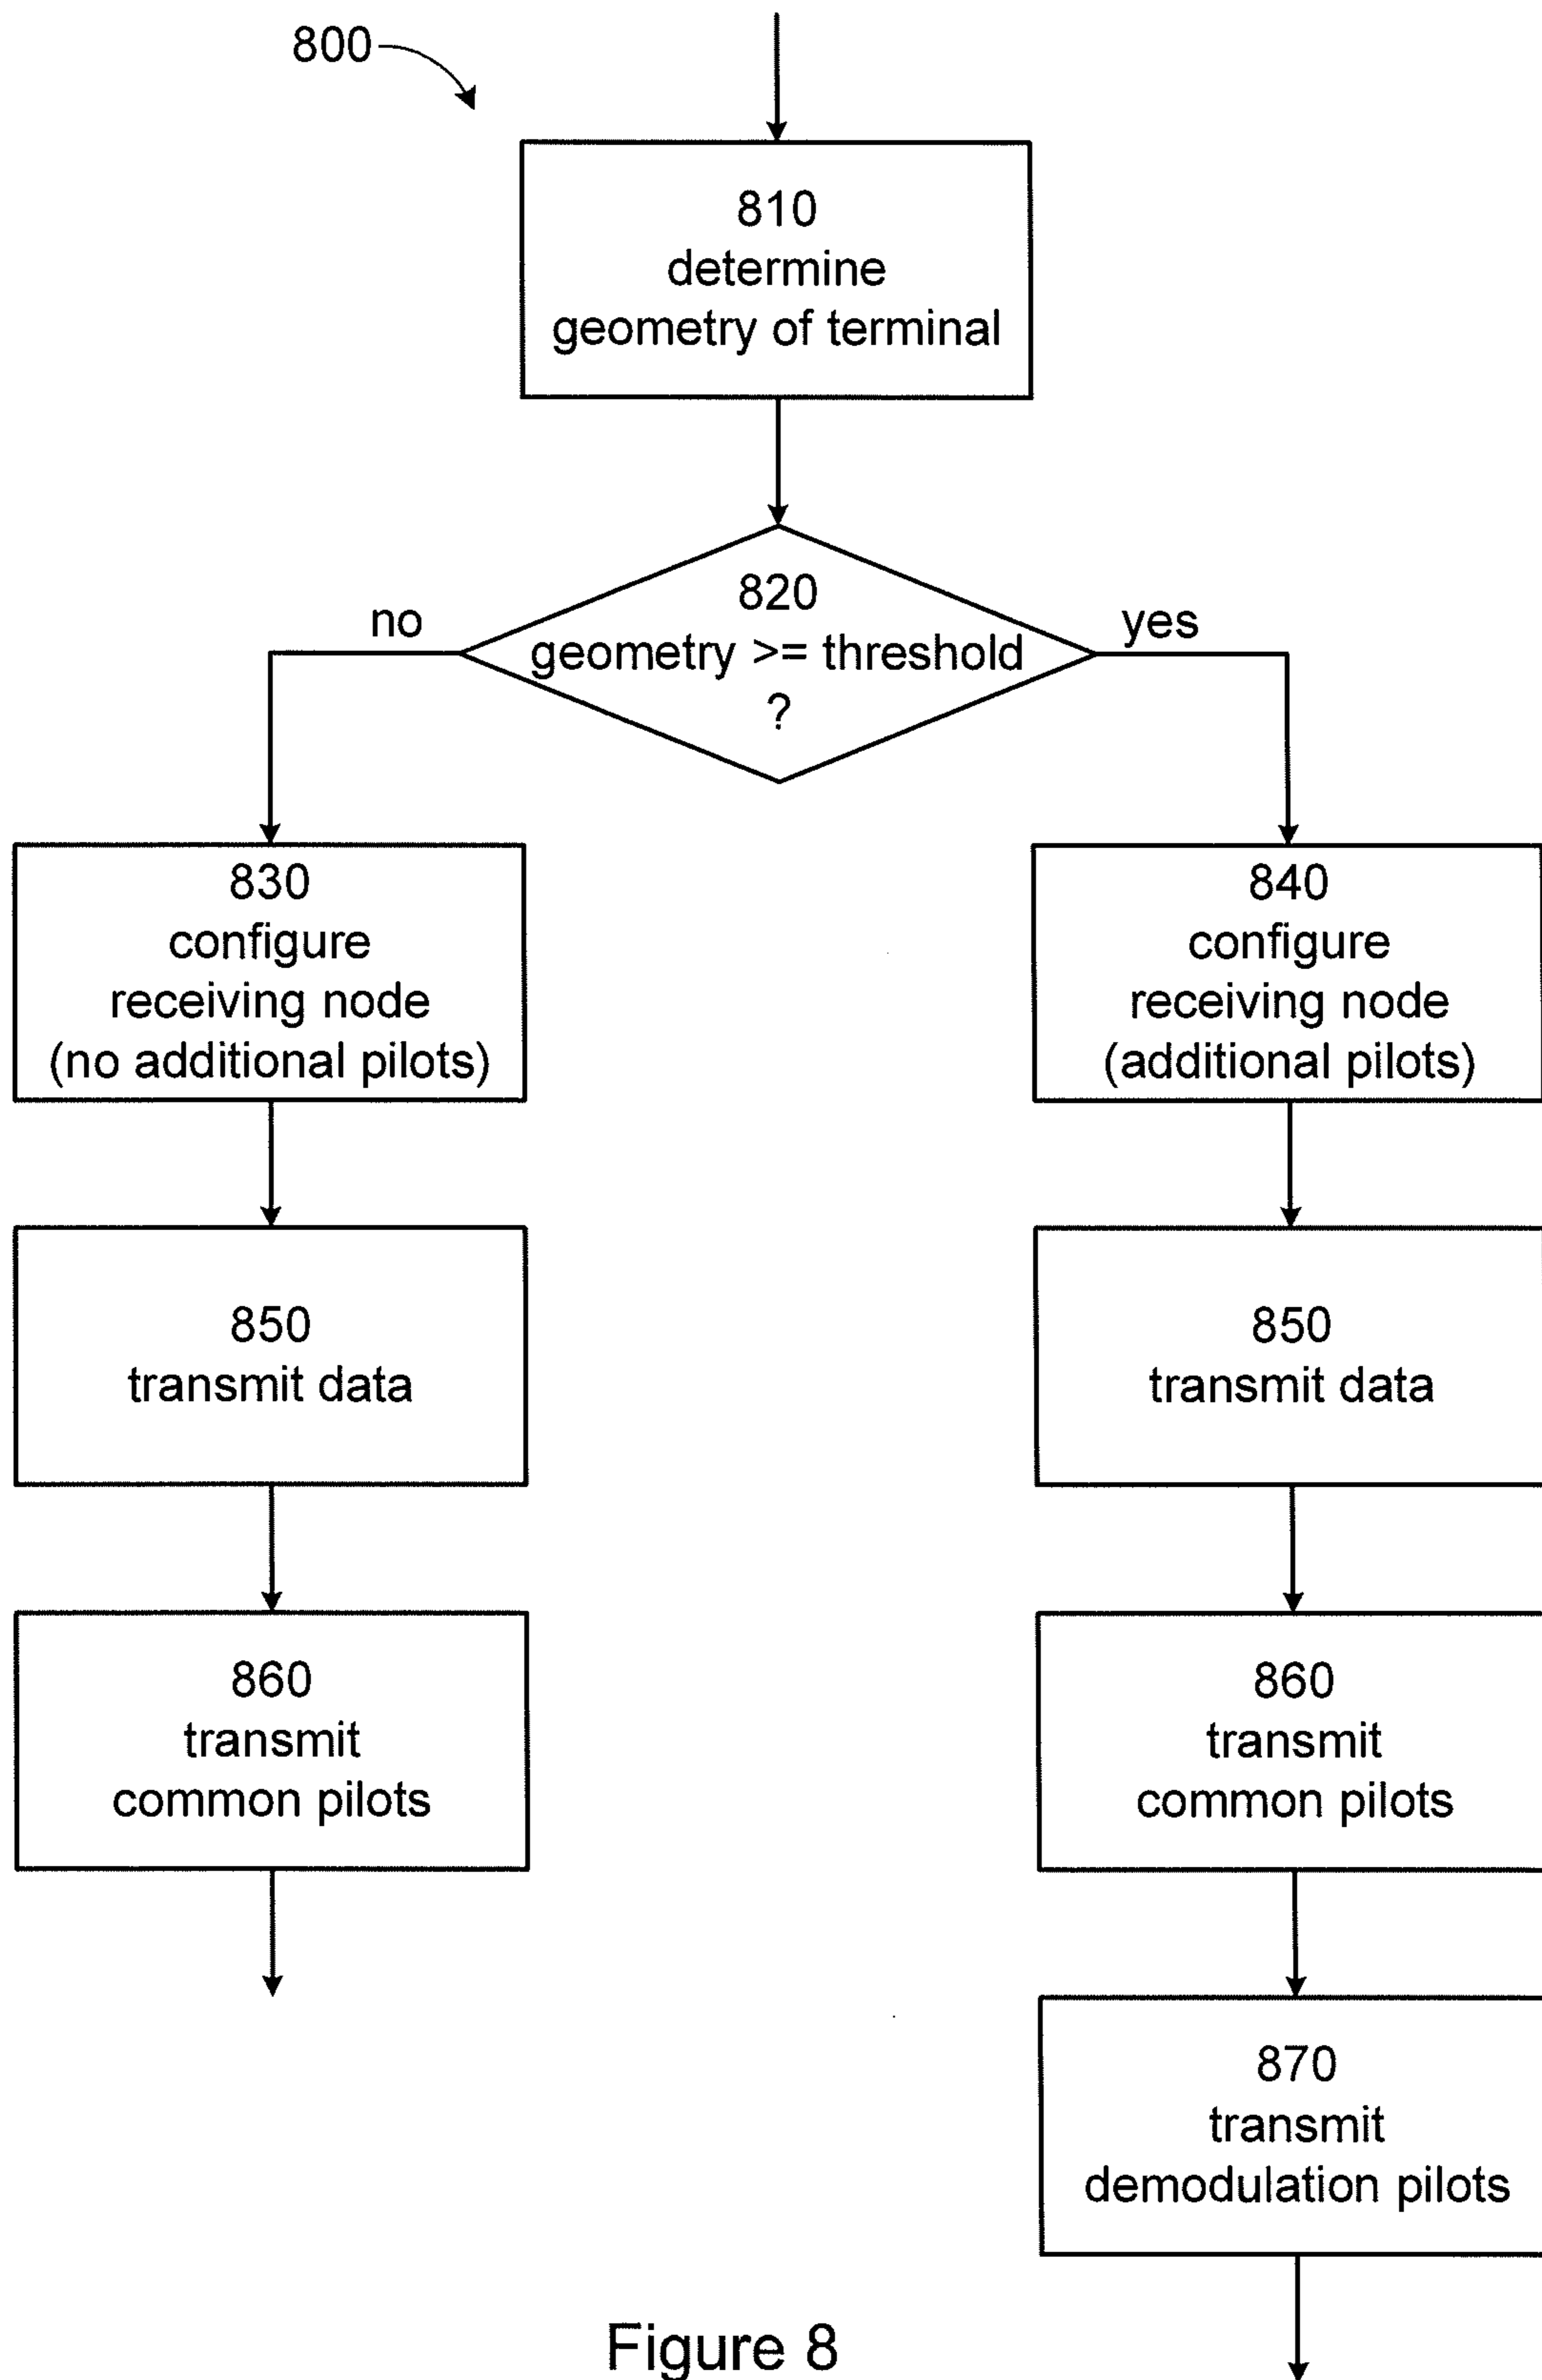 800
810
determine
geometry of terminal
820
geometry >= threshold
?
no
yes
830
configure
receiving node
(no additional pilots)
840
configure
receiving node
(additional pilots)
850
transmit data
850
transmit data
860
transmit
common pilots
860
transmit
common pilots
870
transmit
demodulation pilots
Figure 8